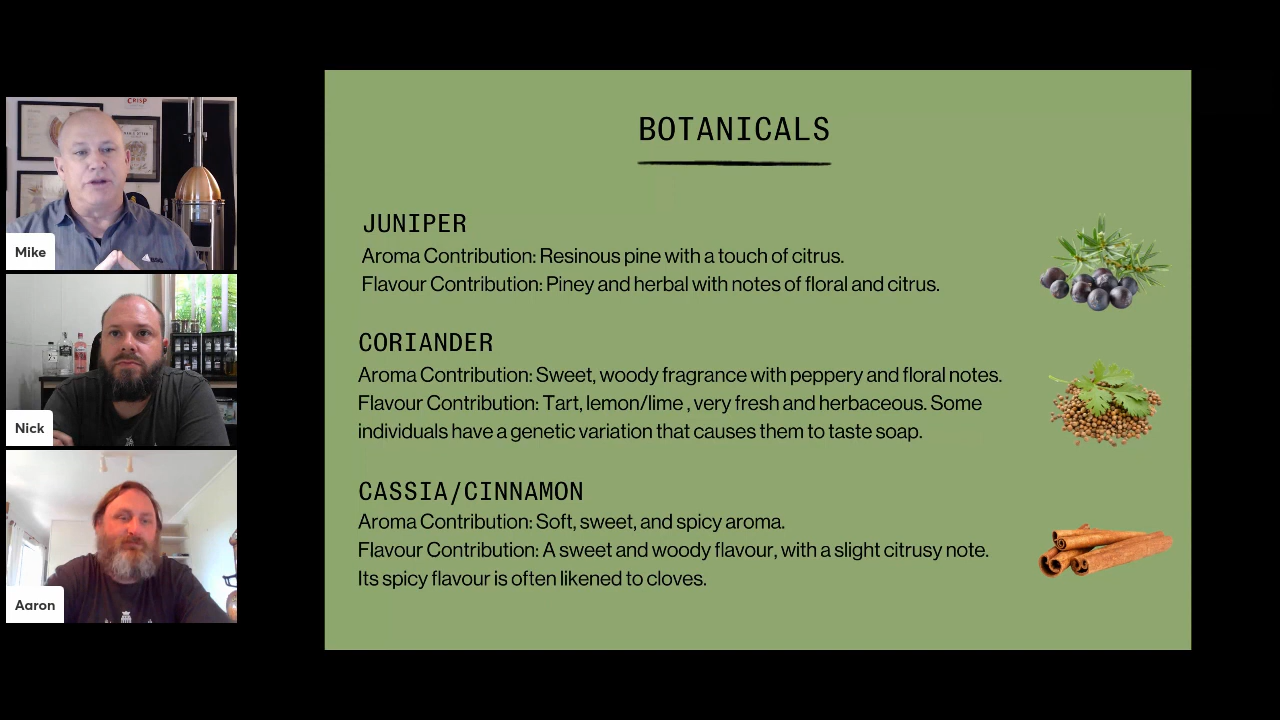 CRISP
Mike
Nick
Aaron
BOTANICALS
JUNIPER
Aroma Contribution: Resinous pine with a touch of citrus.
Flavour Contribution: Piney and herbal with notes of floral and citrus.
CORIANDER
Aroma Contribution: Sweet, woody fragrance with peppery and floral notes.
Flavour Contribution: Tart, lemon/lime , very fresh and herbaceous. Some
individuals have a genetic variation that causes them to taste soap.
CASSIA/CINNAMON
Aroma Contribution: Soft, sweet, and spicy aroma.
Flavour Contribution: A sweet and woody flavour, with a slight citrusy note.
Its spicy flavour is often likened to cloves.